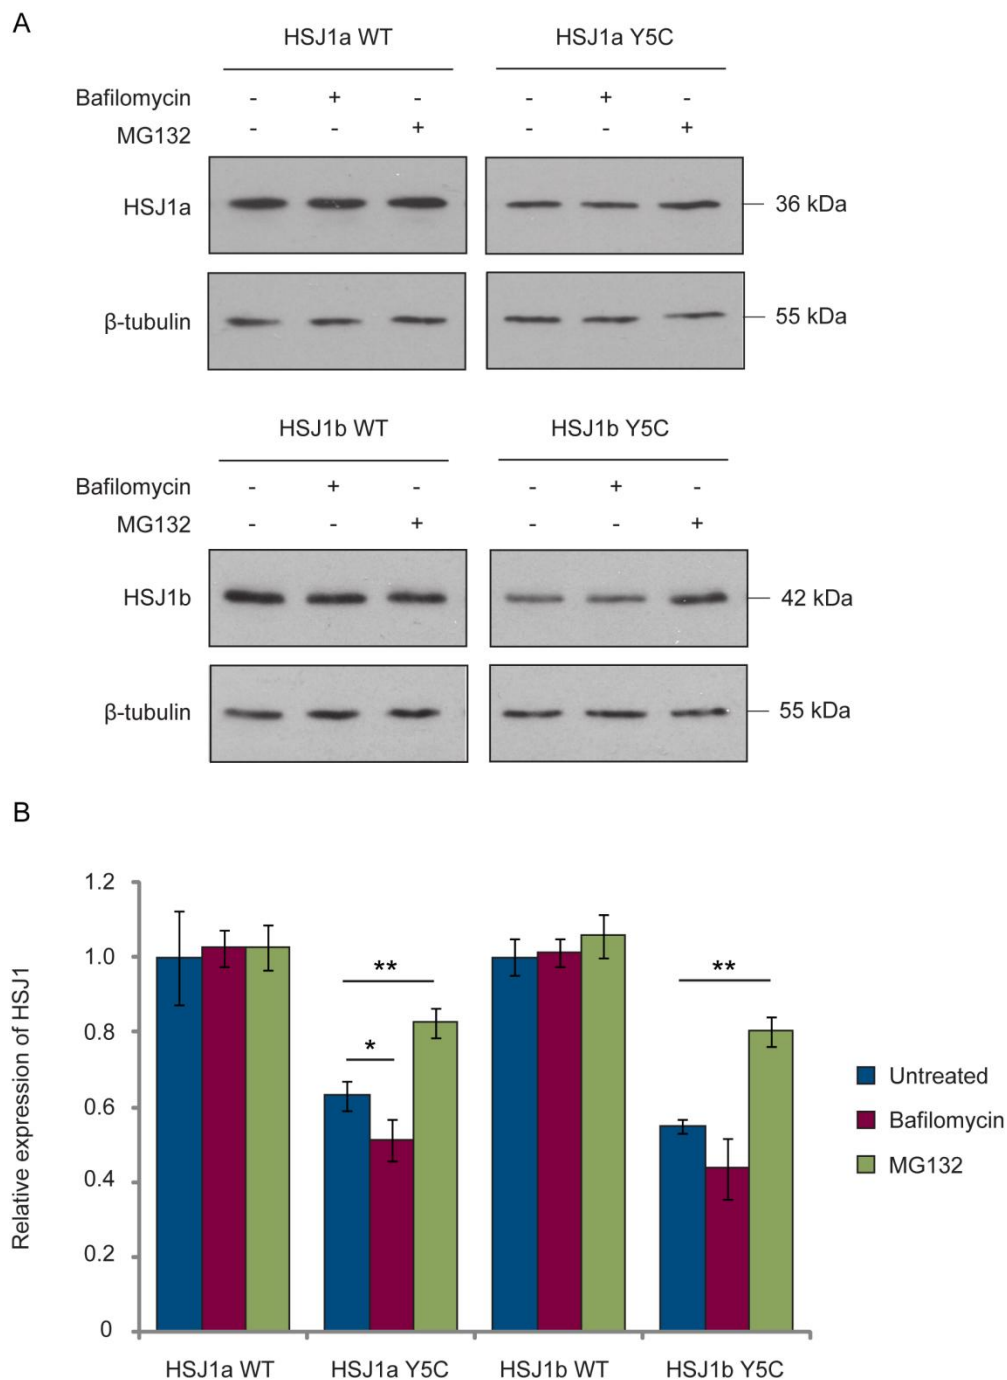 A
HSJ1a WT HSJ1a Y5C
Bafilomycin - + - - + -
MG132 - - + - - +
HSJ1a 36 kDa
β-tubulin 55 kDa
HSJ1b WT HSJ1b Y5C
Bafilomycin - + - - + -
MG132 - - + - - +
HSJ1b 42 kDa
β-tubulin 55 kDa
B
Relative expression of HSJ1
1.2
1.0
0.8
0.6
0.4
0.2
0
**
*
**
Untreated
Bafilomycin
MG132
HSJ1a WT HSJ1a Y5C HSJ1b WT HSJ1b Y5C